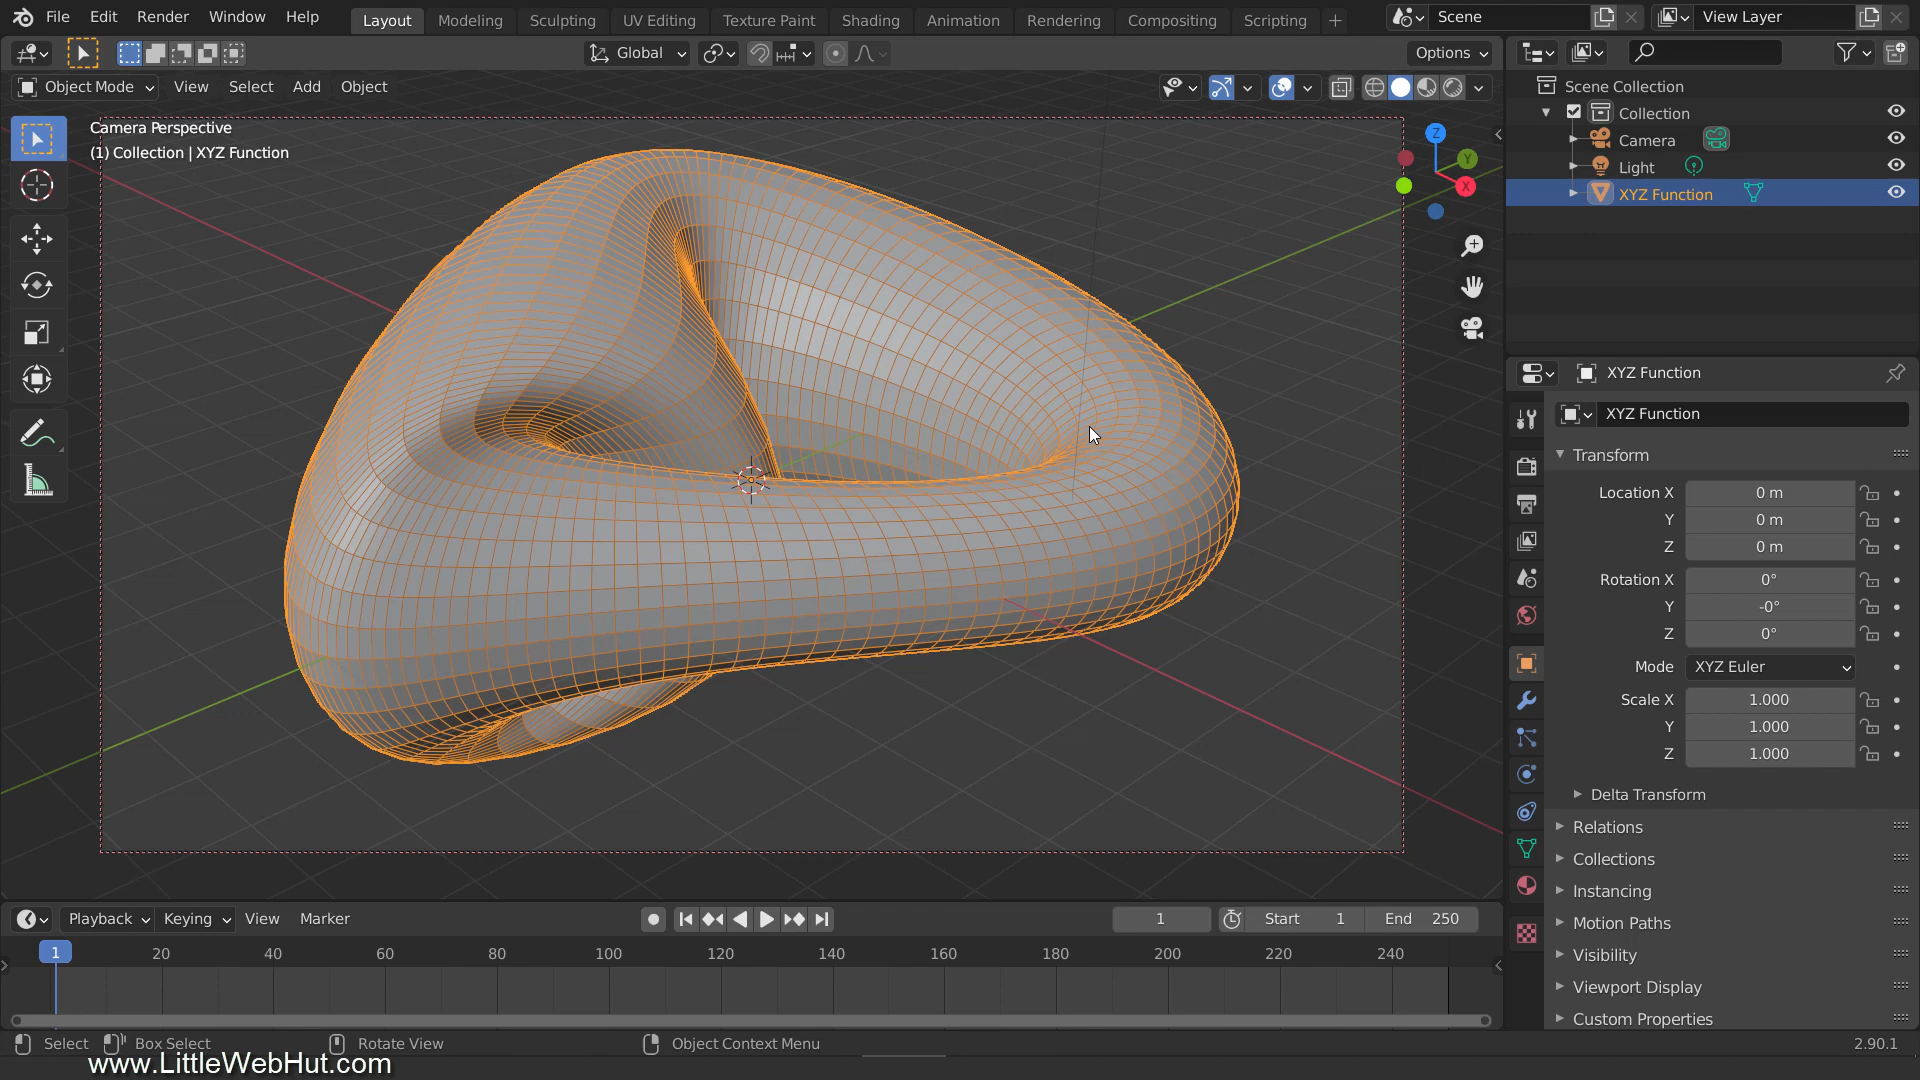 File Edit Render Window Help Layout Modeling Sculpting UV Editing Texture Paint Shading Animation Rendering Compositing Scripting + Scene View Layer
Global Options
Object Mode View Select Add Object
Camera Perspective
(1) Collection | XYZ Function
Z
Y
X
Scene Collection
Collection
Camera
Light
XYZ Function
XYZ Function
XYZ Function
Transform
Location X 0 m
Y 0 m
Z 0 m
Rotation X 0°
Y -0°
Z 0°
Mode XYZ Euler
Scale X 1.000
Y 1.000
Z 1.000
Delta Transform
Relations
Collections
Instancing
Motion Paths
Visibility
Viewport Display
Custom Properties
Playback Keying View Marker 1 Start 1 End 250
1 20 40 60 80 100 120 140 160 180 200 220 240
Select Box Select Rotate View Object Context Menu 2.90.1
www.LittleWebHut.com